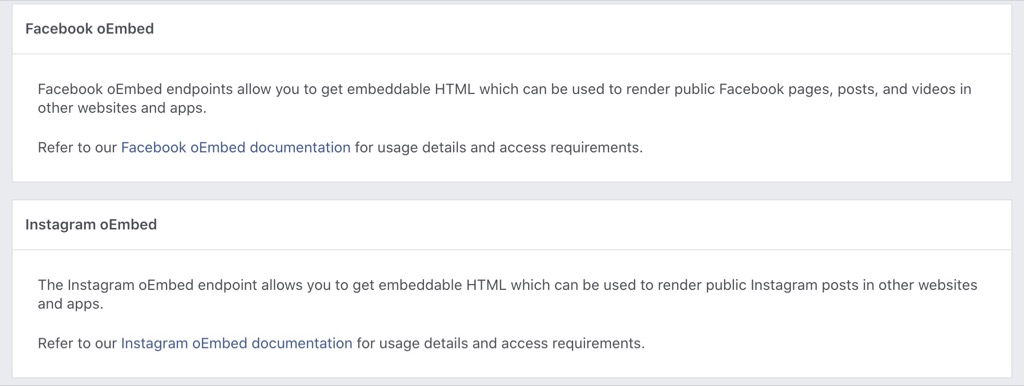 Facebook oEmbed
Facebook oEmbed endpoints allow you to get embeddable HTML which can be used to render public Facebook pages, posts, and videos in
other websites and apps.
Refer to our Facebook oEmbed documentation for usage details and access requirements.
Instagram oEmbed
The Instagram oEmbed endpoint allows you to get embeddable HTML which can be used to render public Instagram posts in other websites
and apps.
Refer to our Instagram oEmbed documentation for usage details and access requirements.